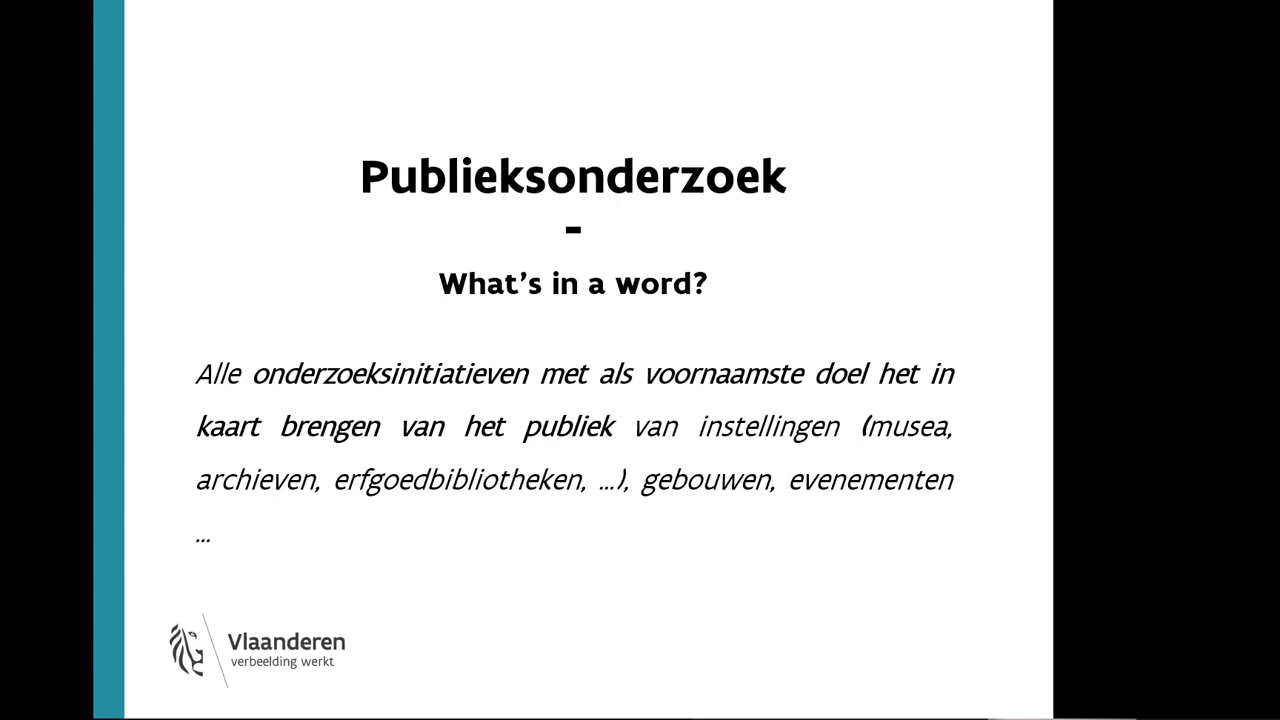 Publieksonderzoek
-
What's in a word?
Alle onderzoeksinitiatieven met als voornaamste doel het in
kaart brengen van het publiek van instellingen (musea,
archieven, erfgoedbibliotheken, ...), gebouwen, evenementen
...
Vlaanderen
verbeelding werkt